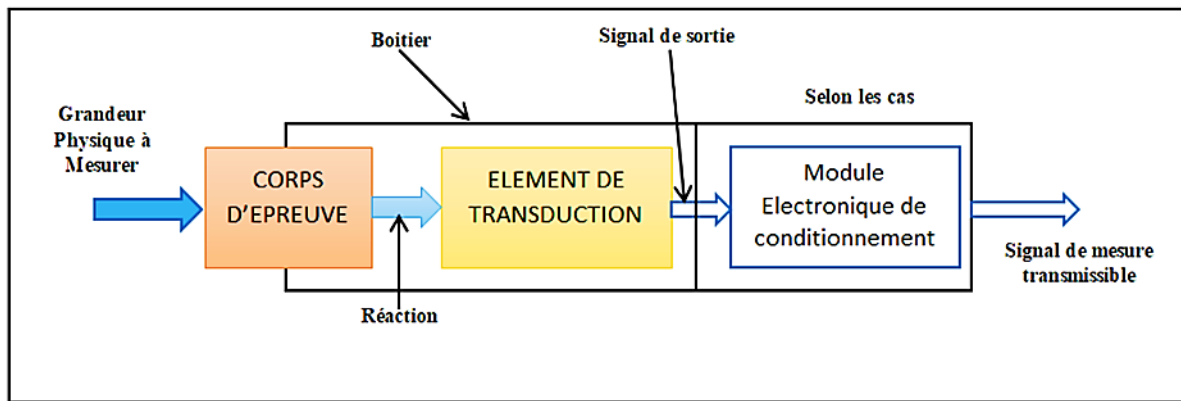 Signal de sortie
Boitier
Selon les cas
Grandeur
Physique à
Mesurer
CORPS
D'EPREUVE
ELEMENT DE
TRANSDUCTION
Module
Electronique de
conditionnement
Signal de mesure
transmissible
Réaction